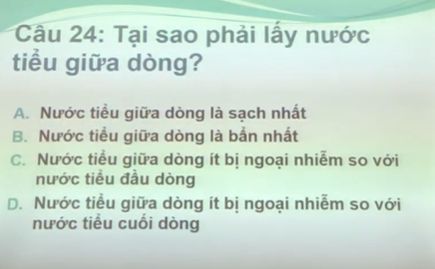 Câu 24: Tại sao phải lấy nước
tiểu giữa dòng?
A. Nước tiểu giữa dòng là sạch nhất
B. Nước tiểu giữa dòng là bẩn nhất
C. Nước tiểu giữa dòng ít bị ngoại nhiễm so với
nước tiểu đầu dòng
D. Nước tiểu giữa dòng ít bị ngoại nhiễm so với
nước tiểu cuối dòng